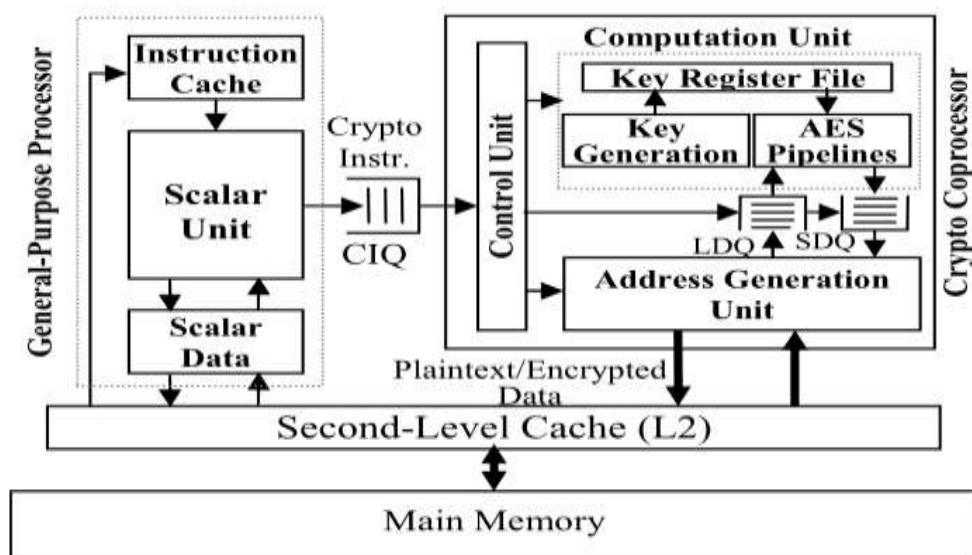 General-Purpose Processor
Instruction
Cache
Scalar
Unit
Scalar
Data
Crypto
Instr.
CIQ
Computation Unit
Key Register File
Key
Generation
AES
Pipelines
Control Unit
LDQ
SDQ
Address Generation
Unit
Crypto Coprocessor
Plaintext/Encrypted
Data
Second-Level Cache (L2)
Main Memory